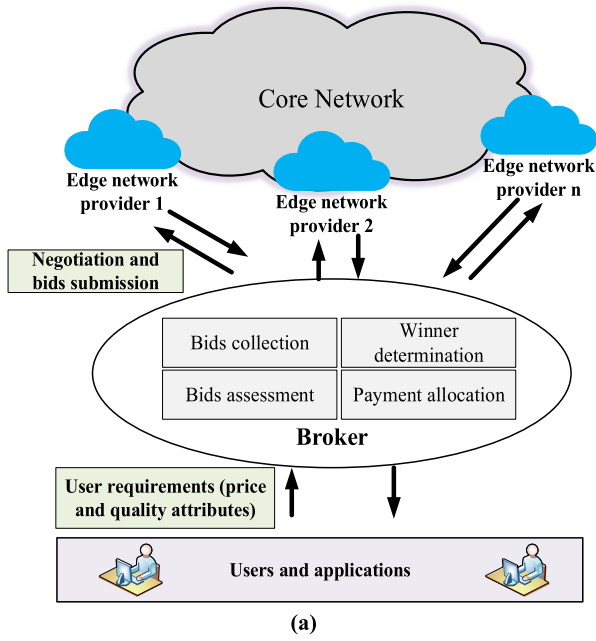 Core Network
Edge network
provider 1
Edge network
provider 2
Edge network
provider n
Negotiation and
bids submission
Bids collection
Winner
determination
Bids assessment
Payment allocation
Broker
User requirements (price
and quality attributes)
Users and applications
(a)